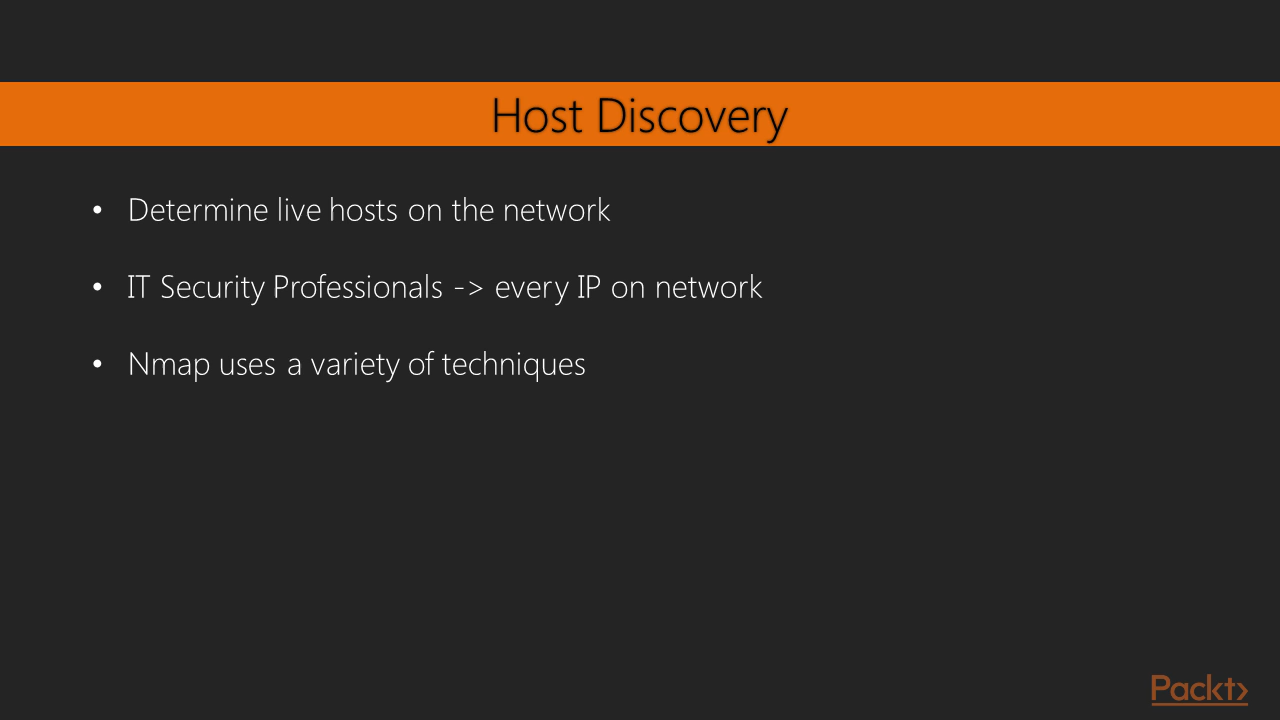 Host Discovery
• Determine live hosts on the network
• IT Security Professionals -> every IP on network
• Nmap uses a variety of techniques
Packt>